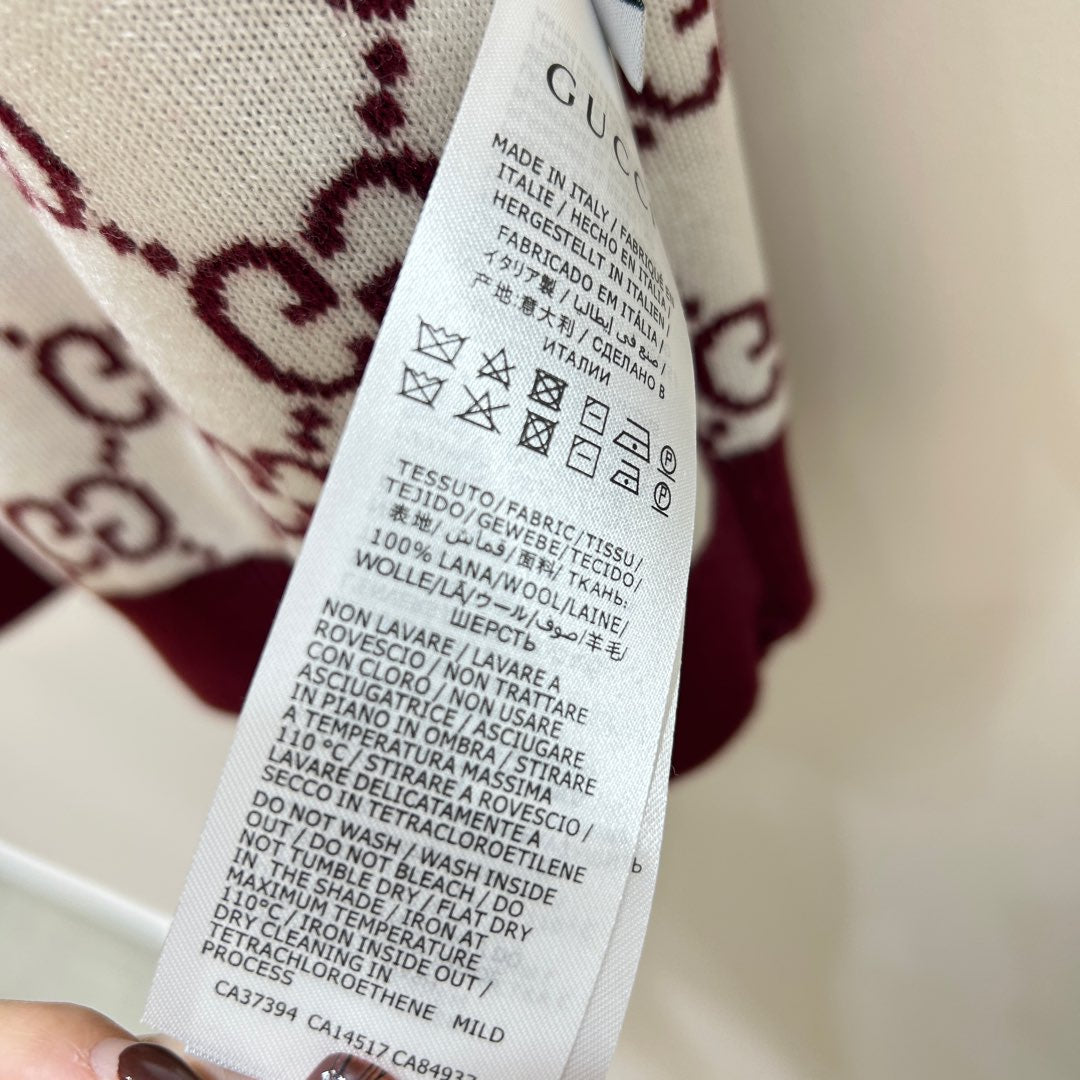 GUCCI
MADE IN ITALY / FABRIQUÉ EN
ITALIE / HECHO EN ITALIA /
HERGESTELLT IN ITALIEN /
FABRICADO EM ITÁLIA /
イタリア製 / صنع في إيطاليا /
产地:意大利 / СДЕЛАНО В
ИТАЛИИ
TESSUTO/FABRIC/TISSU/
TEJIDO/GEWEBE/TECIDO/
表地/قماش/面料/ТКАНЬ:
100% LANA/WOOL/LAINE/
WOLLE/LÃ/ウール/صوف/羊毛/
ШЕРСТЬ
NON LAVARE / LAVARE A
ROVESCIO / NON TRATTARE
CON CLORO / NON USARE
ASCIUGATRICE / ASCIUGARE
IN PIANO IN OMBRA / STIRARE
A TEMPERATURA MASSIMA
110 °C / STIRARE A ROVESCIO /
LAVARE DELICATAMENTE A
SECCO IN TETRACLOROETILENE
DO NOT WASH / WASH INSIDE
OUT / DO NOT BLEACH / DO
NOT TUMBLE DRY / FLAT DRY
IN THE SHADE / IRON AT
MAXIMUM TEMPERATURE
110°C / IRON INSIDE OUT /
DRY CLEANING IN
TETRACHLOROETHENE MILD
PROCESS
CA37394 CA14517 CA84937